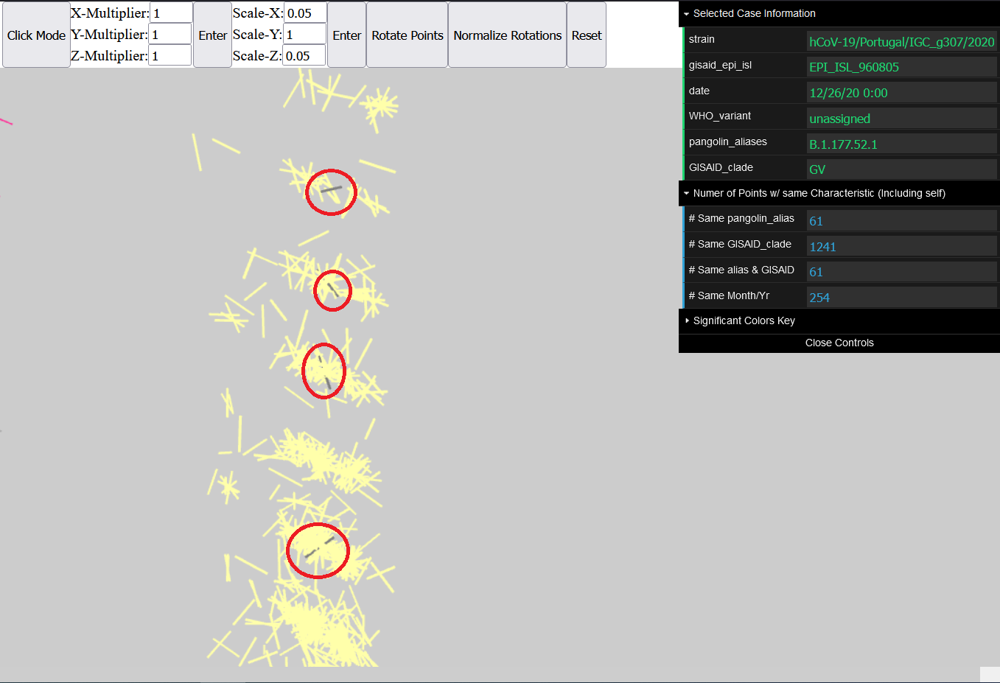 Click Mode
X-Multiplier: 1
Y-Multiplier: 1
Z-Multiplier: 1
Enter
Scale-X: 0.05
Scale-Y: 1
Scale-Z: 0.05
Enter
Rotate Points
Normalize Rotations
Reset
Selected Case Information
strain hCoV-19/Portugal/IGC_g307/2020
gisaid_epi_isl EPI_ISL_960805
date 12/26/20 0:00
WHO_variant unassigned
pangolin_aliases B.1.177.52.1
GISAID_clade GV
Numer of Points w/ same Characteristic (Including self)
# Same pangolin_alias 61
# Same GISAID_clade 1241
# Same alias & GISAID 61
# Same Month/Yr 254
Significant Colors Key
Close Controls